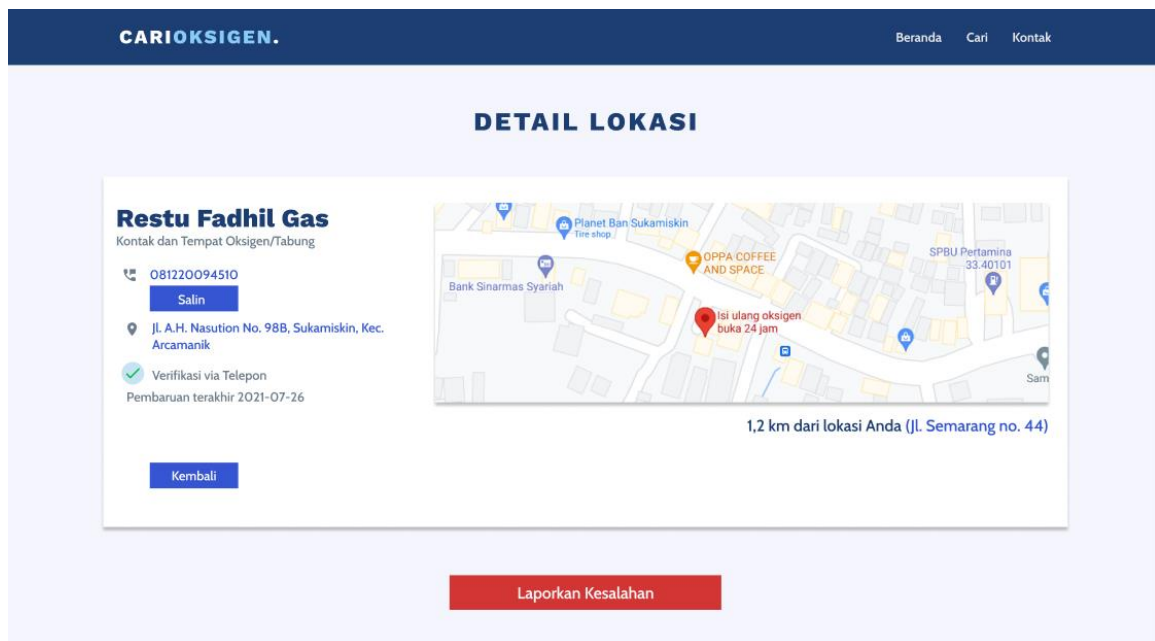 CARIOKSIGEN.
Beranda Cari Kontak
DETAIL LOKASI
Restu Fadhil Gas
Kontak dan Tempat Oksigen/Tabung
081220094510
Salin
Jl. A.H. Nasution No. 98B, Sukamiskin, Kec.
Arcamanik
Verifikasi via Telepon
Pembaruan terakhir 2021-07-26
Kembali
Planet Ban Sukamiskin
Tire shop
OPPA COFFEE
AND SPACE
SPBU Pertamina
33.40101
Bank Sinarmas Syariah
Isi ulang oksigen
buka 24 jam
Sam
1,2 km dari lokasi Anda (Jl. Semarang no. 44)
Laporkan Kesalahan